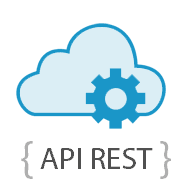 { API REST }